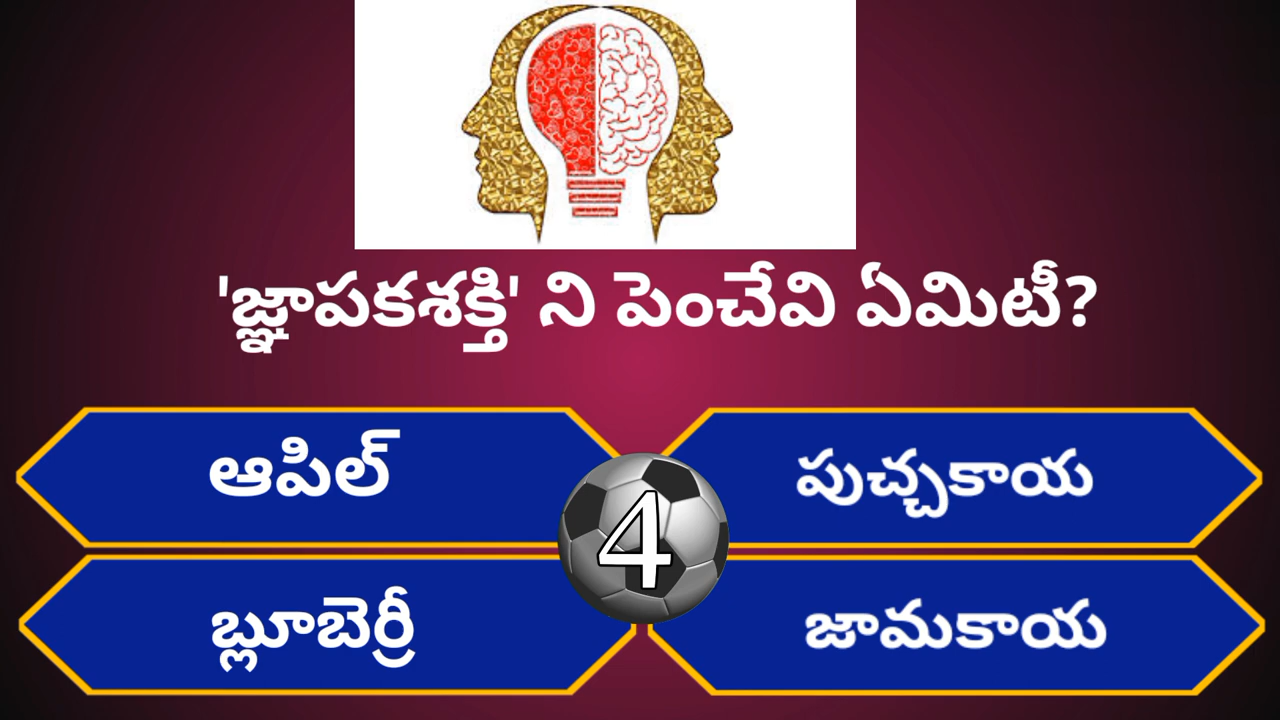 'జ్ఞాపకశక్తి' ని పెంచేవి ఏమిటీ?
ఆపిల్
పుచ్చకాయ
4
బ్లూబెర్రీ
జామకాయ